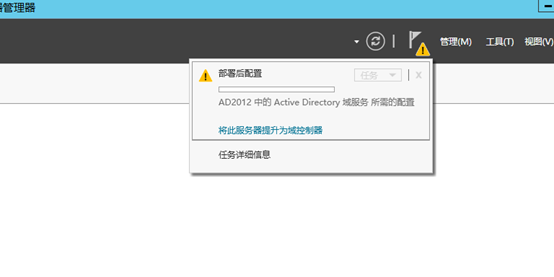 器管理器
管理(M) 工具(T) 视图(V)
部署后配置 任务 X
AD2012 中的 Active Directory 域服务 所需的配置
将此服务器提升为域控制器
任务详细信息